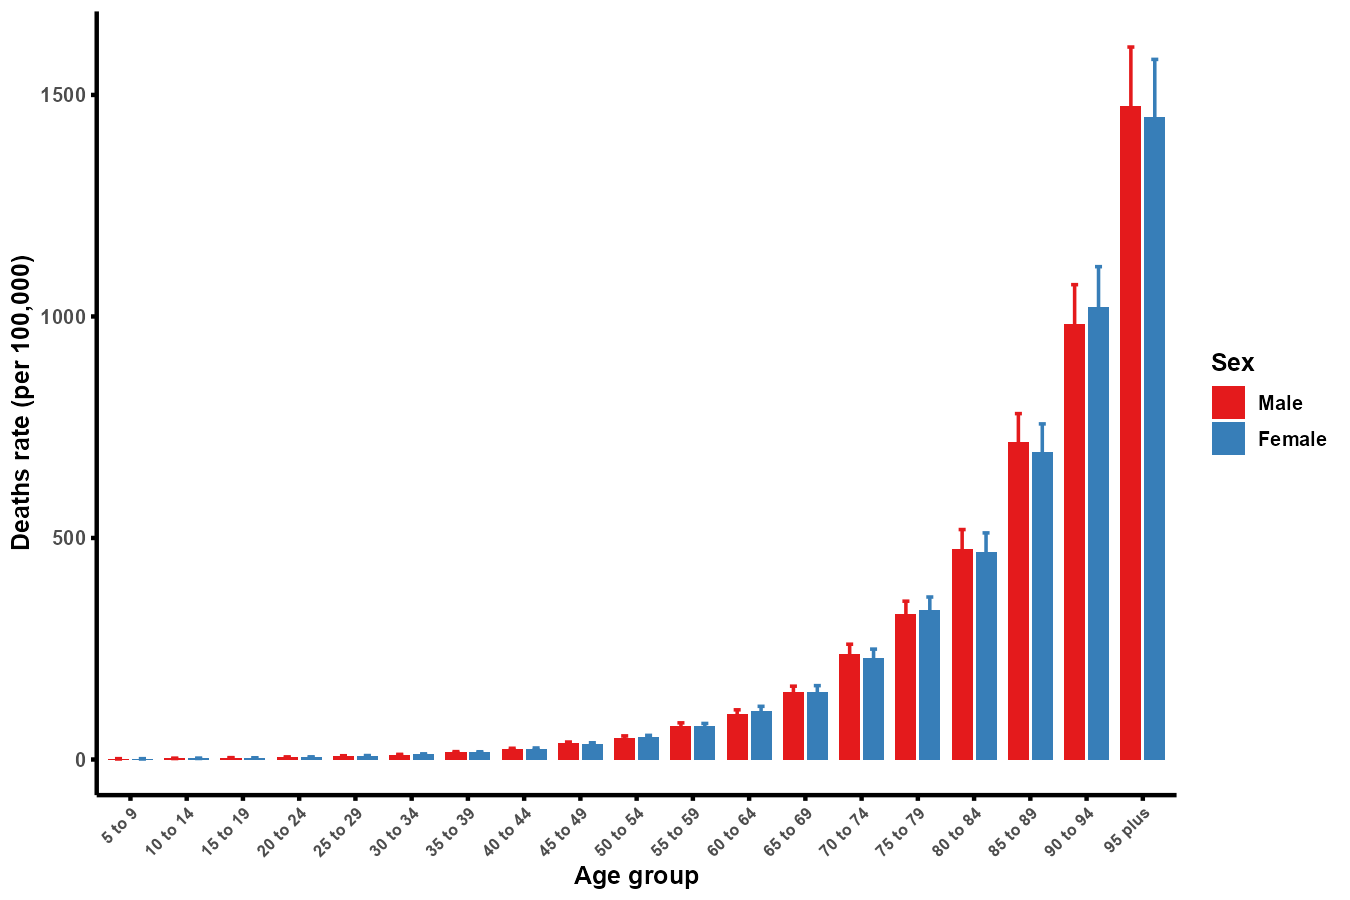 Deaths rate (per 100,000)
1500
1000
500
0
5 to 9
10 to 14
15 to 19
20 to 24
25 to 29
30 to 34
35 to 39
40 to 44
45 to 49
50 to 54
55 to 59
60 to 64
65 to 69
70 to 74
75 to 79
80 to 84
85 to 89
90 to 94
95 plus
Age group
Sex
Male
Female